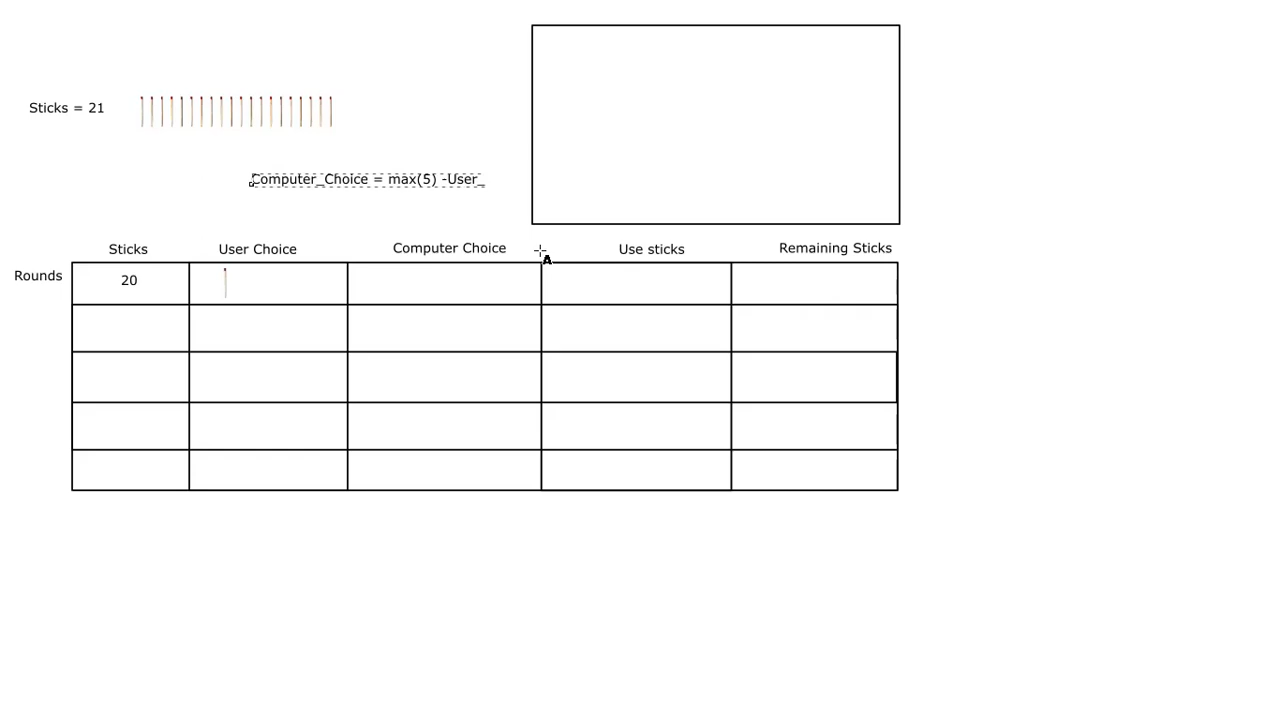 Sticks = 21
Computer_Choice = max(5) -User_
Sticks
User Choice
Computer Choice
Use sticks
Remaining Sticks
Rounds
20
A